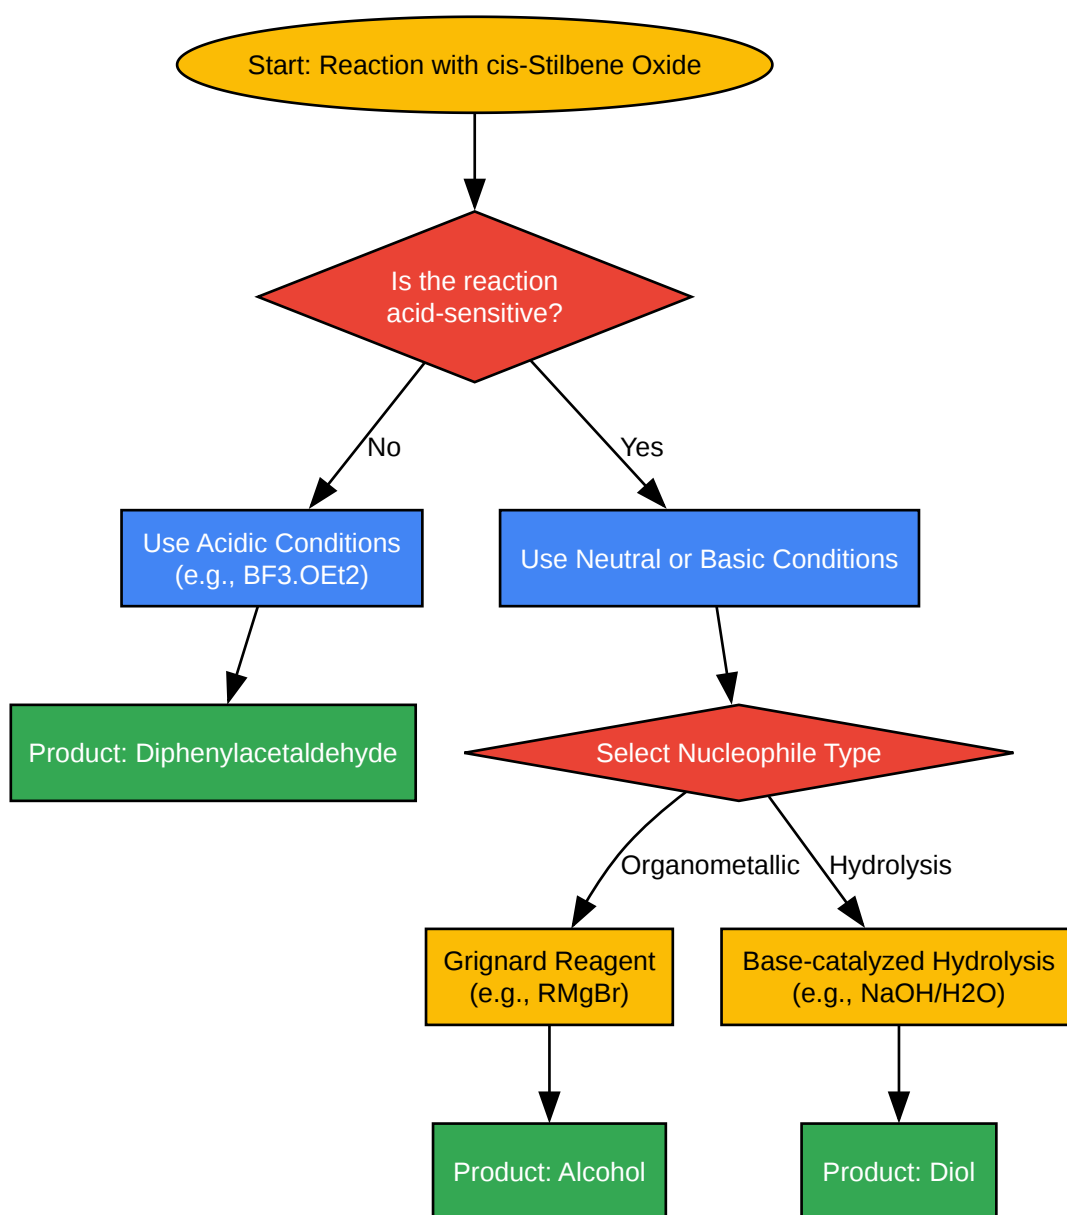 Start: Reaction with cis-Stilbene Oxide
Is the reaction
acid-sensitive?
No
Yes
Use Acidic Conditions
(e.g., BF3.OEt2)
Use Neutral or Basic Conditions
Product: Diphenylacetaldehyde
Select Nucleophile Type
Organometallic
Hydrolysis
Grignard Reagent
(e.g., RMgBr)
Base-catalyzed Hydrolysis
(e.g., NaOH/H2O)
Product: Alcohol
Product: Diol